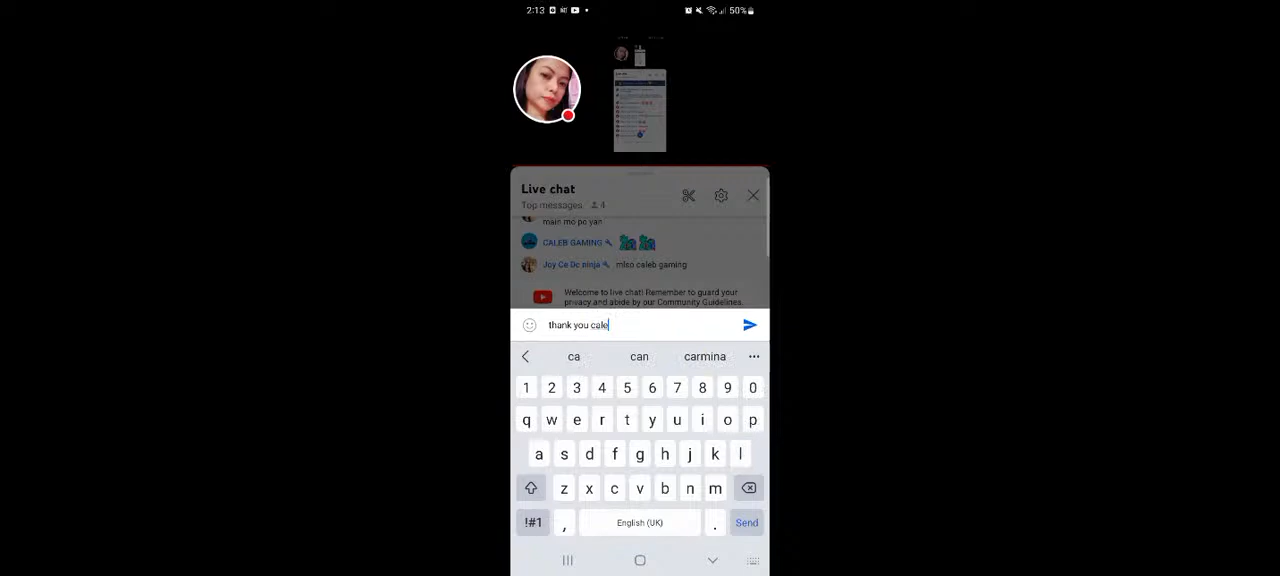 2:13
50%
Live chat
Top messages 4
main mo po yan
CALEB GAMING
Joy Ce Dc ninja mlso caleb gaming
Welcome to live chat! Remember to guard your
privacy and abide by our Community Guidelines.
thank you cale
ca can carmina
1 2 3 4 5 6 7 8 9 0
q w e r t y u i o p
a s d f g h j k l
z x c v b n m
!#1 , English (UK) . Send